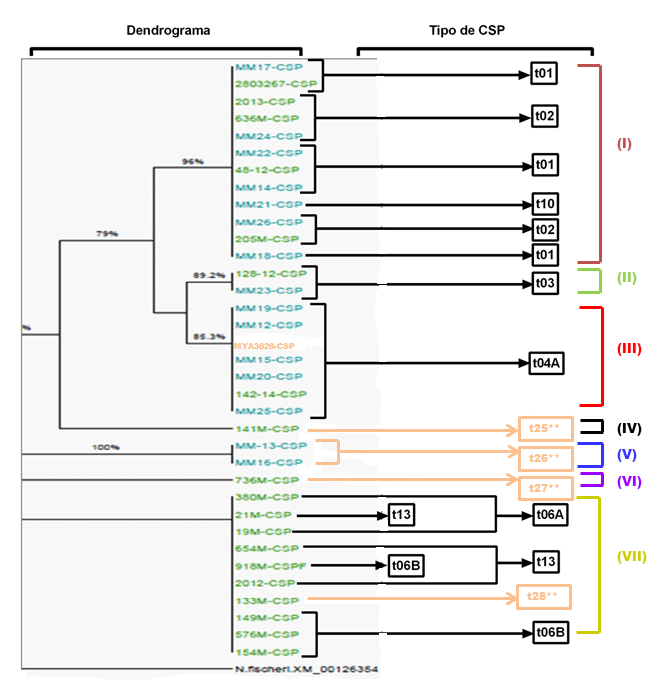 Dendrograma Tipo de CSP
MM17-CSP
2803267-CSP
t01
2013-CSP
636M-CSP
t02
MM24-CSP
(I)
MM22-CSP
96%
48-12-CSP
t01
MM14-CSP
MM21-CSP
t10
MM26-CSP
t02
79%
205M-CSP
MM18-CSP
t01
89.2%
128-12-CSP
(II)
t03
MM23-CSP
MM19-CSP
MM12-CSP
%
85.3%
MYA3626-CSP
(III)
MM15-CSP
t04A
MM20-CSP
142-14-CSP
MM25-CSP
141M-CSP
t25**
(IV)
100%
MM-13-CSP
(V)
t26**
MM16-CSP
736M-CSP
(VI)
t27**
380M-CSP
21M-CSP
t13
t06A
19M-CSP
654M-CSP
(VII)
918M-CSPF
t06B
t13
2012-CSP
133M-CSP
t28**
149M-CSP
576M-CSP
t06B
154M-CSP
N.fischeri.XM_00126354